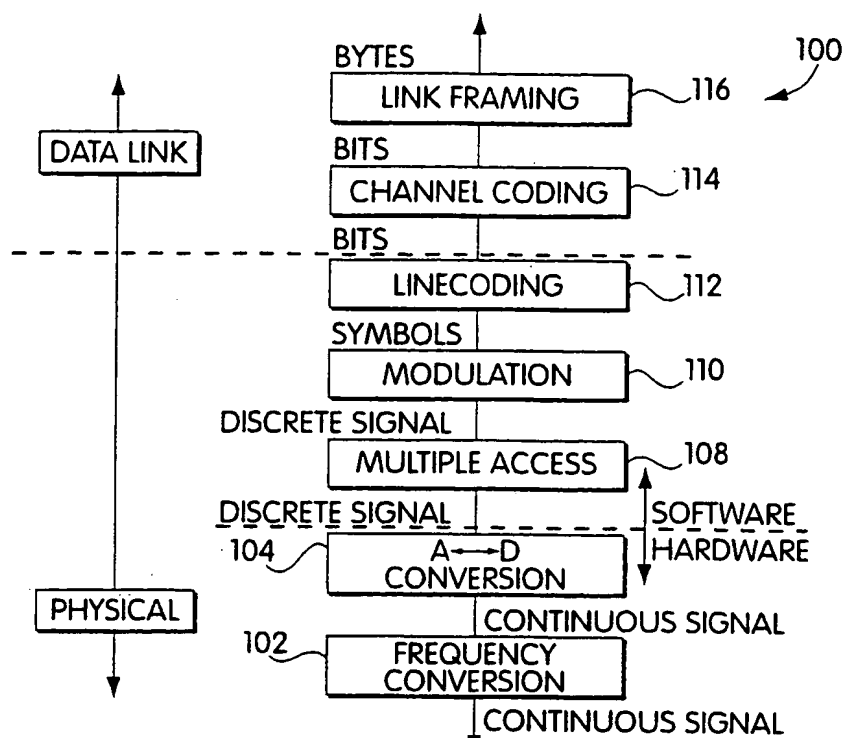 BYTES
100
LINK FRAMING
116
DATA LINK
BITS
CHANNEL CODING
114
BITS
LINECODING
112
SYMBOLS
MODULATION
110
DISCRETE SIGNAL
MULTIPLE ACCESS
108
DISCRETE SIGNAL
SOFTWARE
104
A D
CONVERSION
HARDWARE
PHYSICAL
CONTINUOUS SIGNAL
102
FREQUENCY
CONVERSION
CONTINUOUS SIGNAL